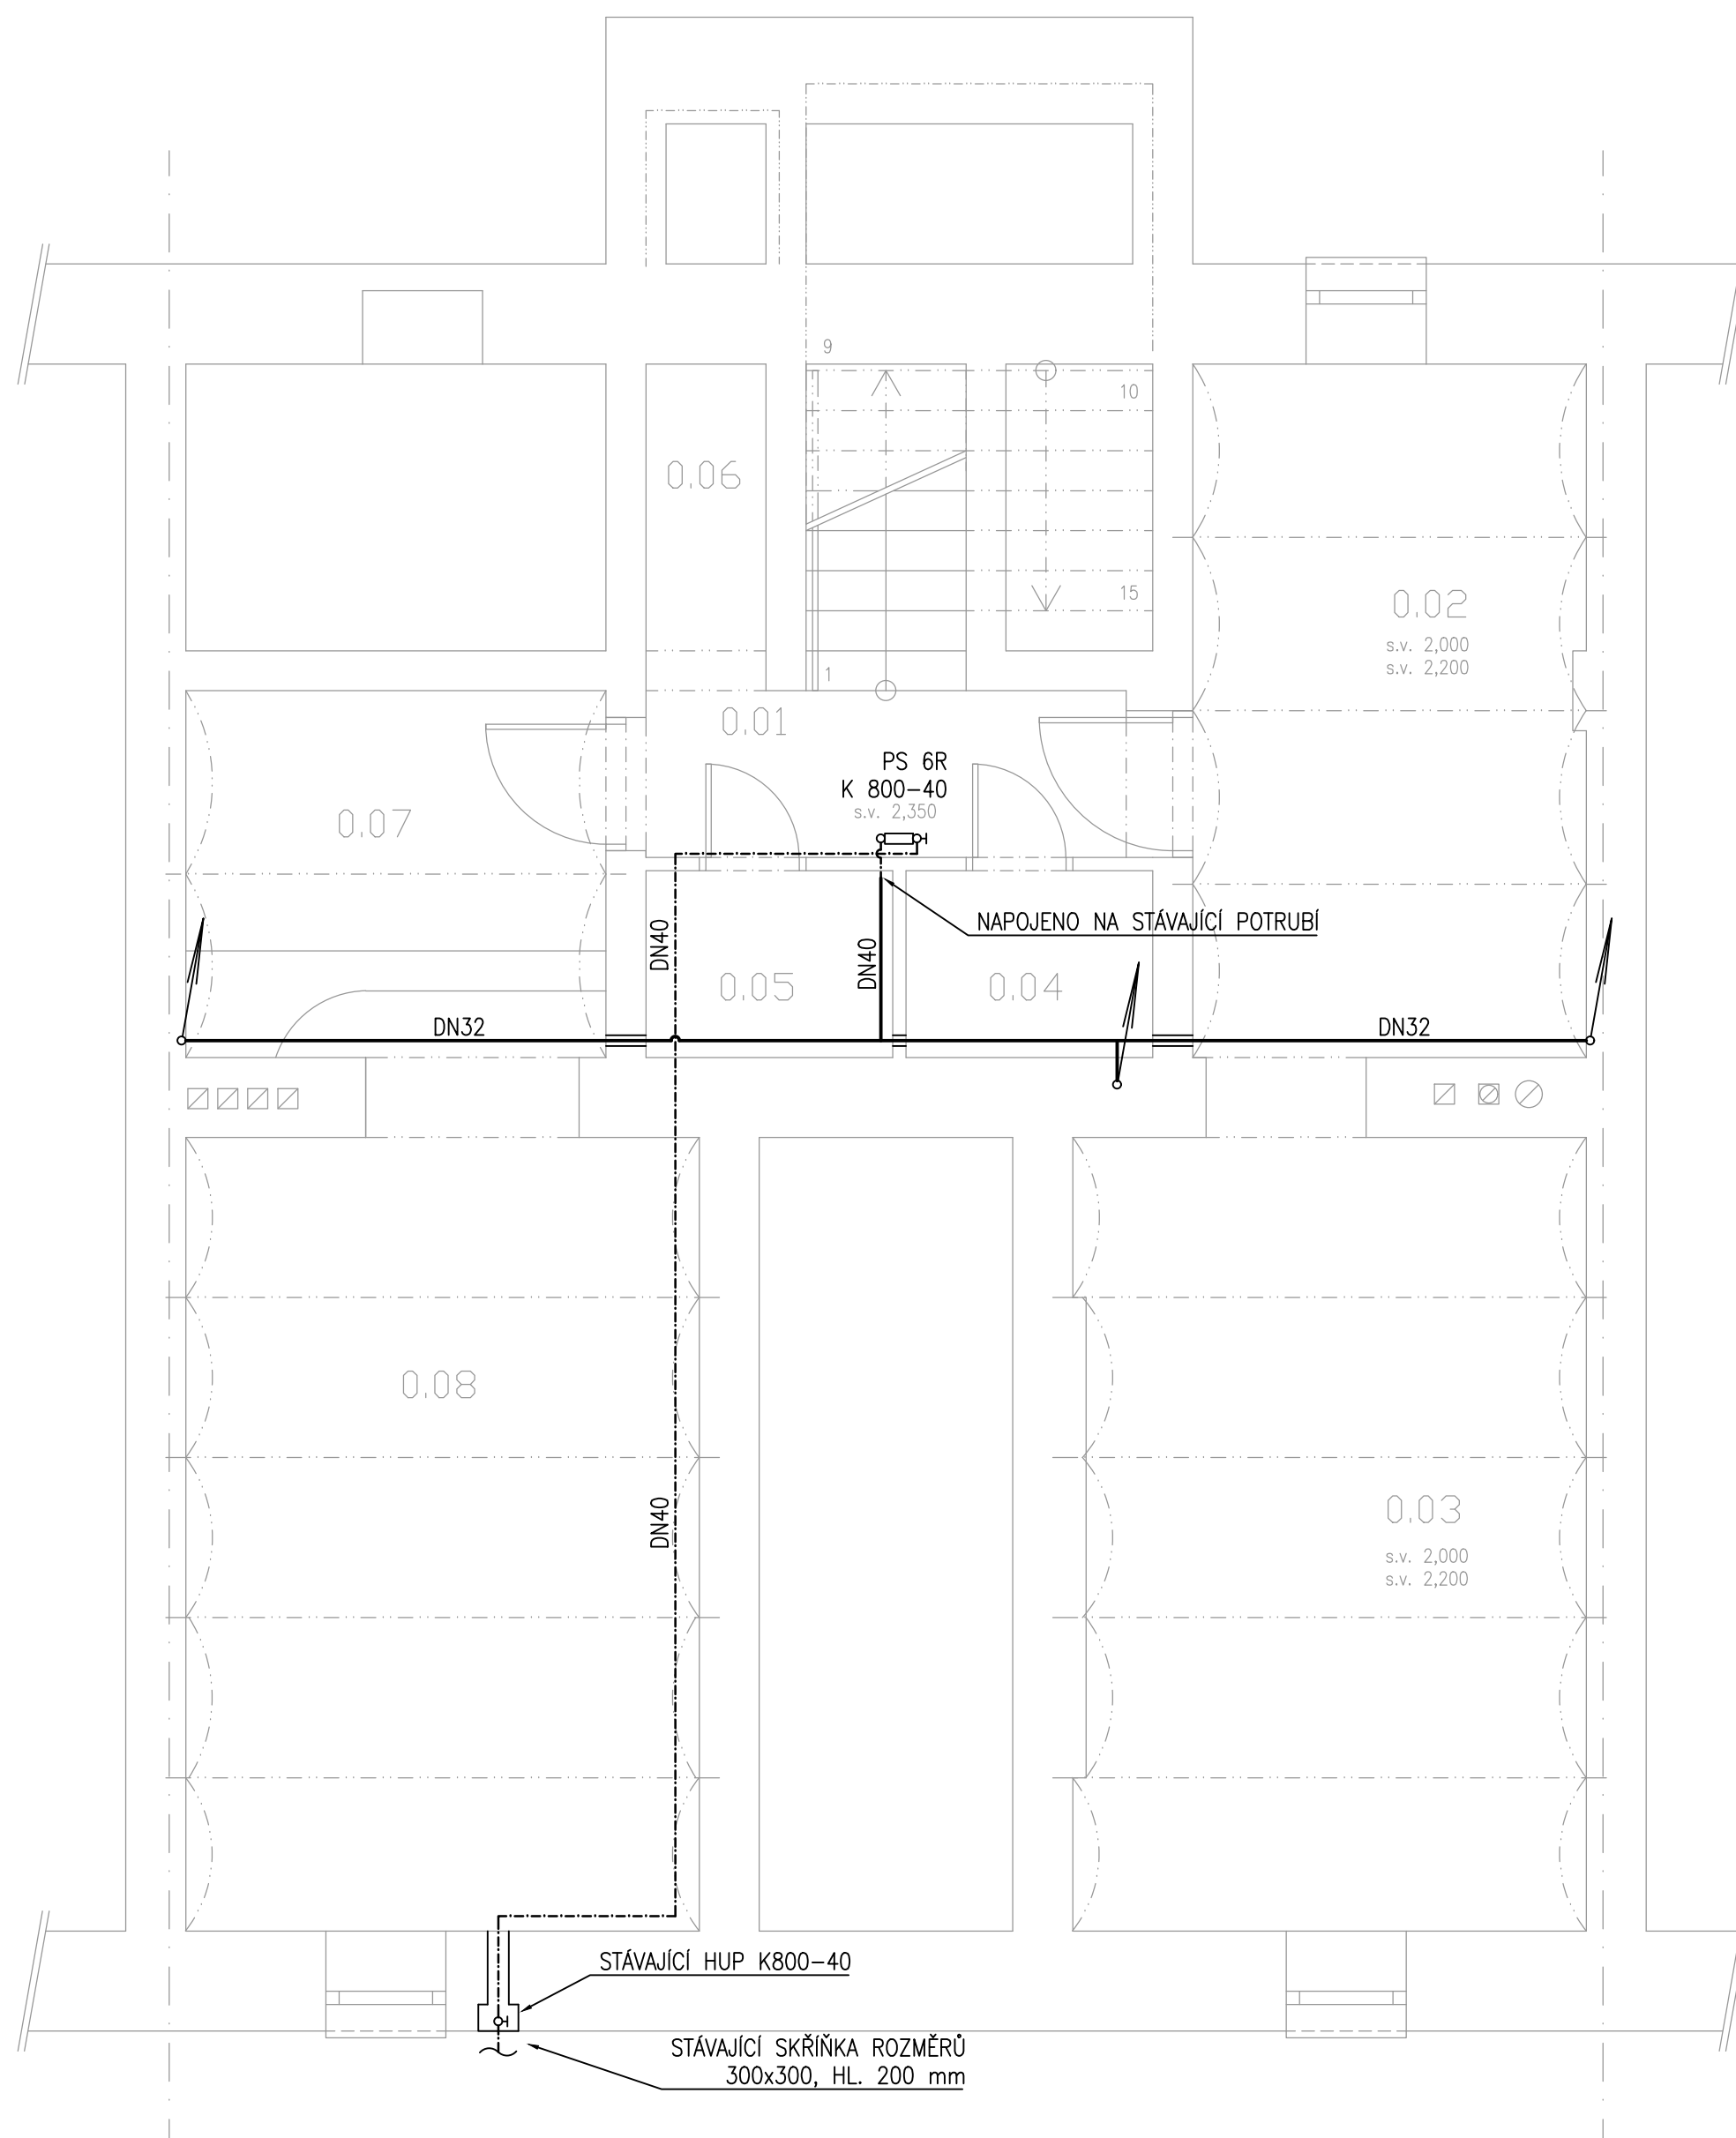 9
10
0.06
15
0.02
s.v. 2,000
s.v. 2,200
1
0.01
PS 6R
K 800-40
s.v. 2,350
0.07
NAPOJENO NA STÁVAJÍCÍ POTRUBÍ
DN40
DN40
0.05
0.04
DN32
DN32
0.08
DN40
0.03
s.v. 2,000
s.v. 2,200
STÁVAJÍCÍ HUP K800-40
STÁVAJÍCÍ SKŘÍŇKA ROZMĚRŮ
300x300, HL. 200 mm